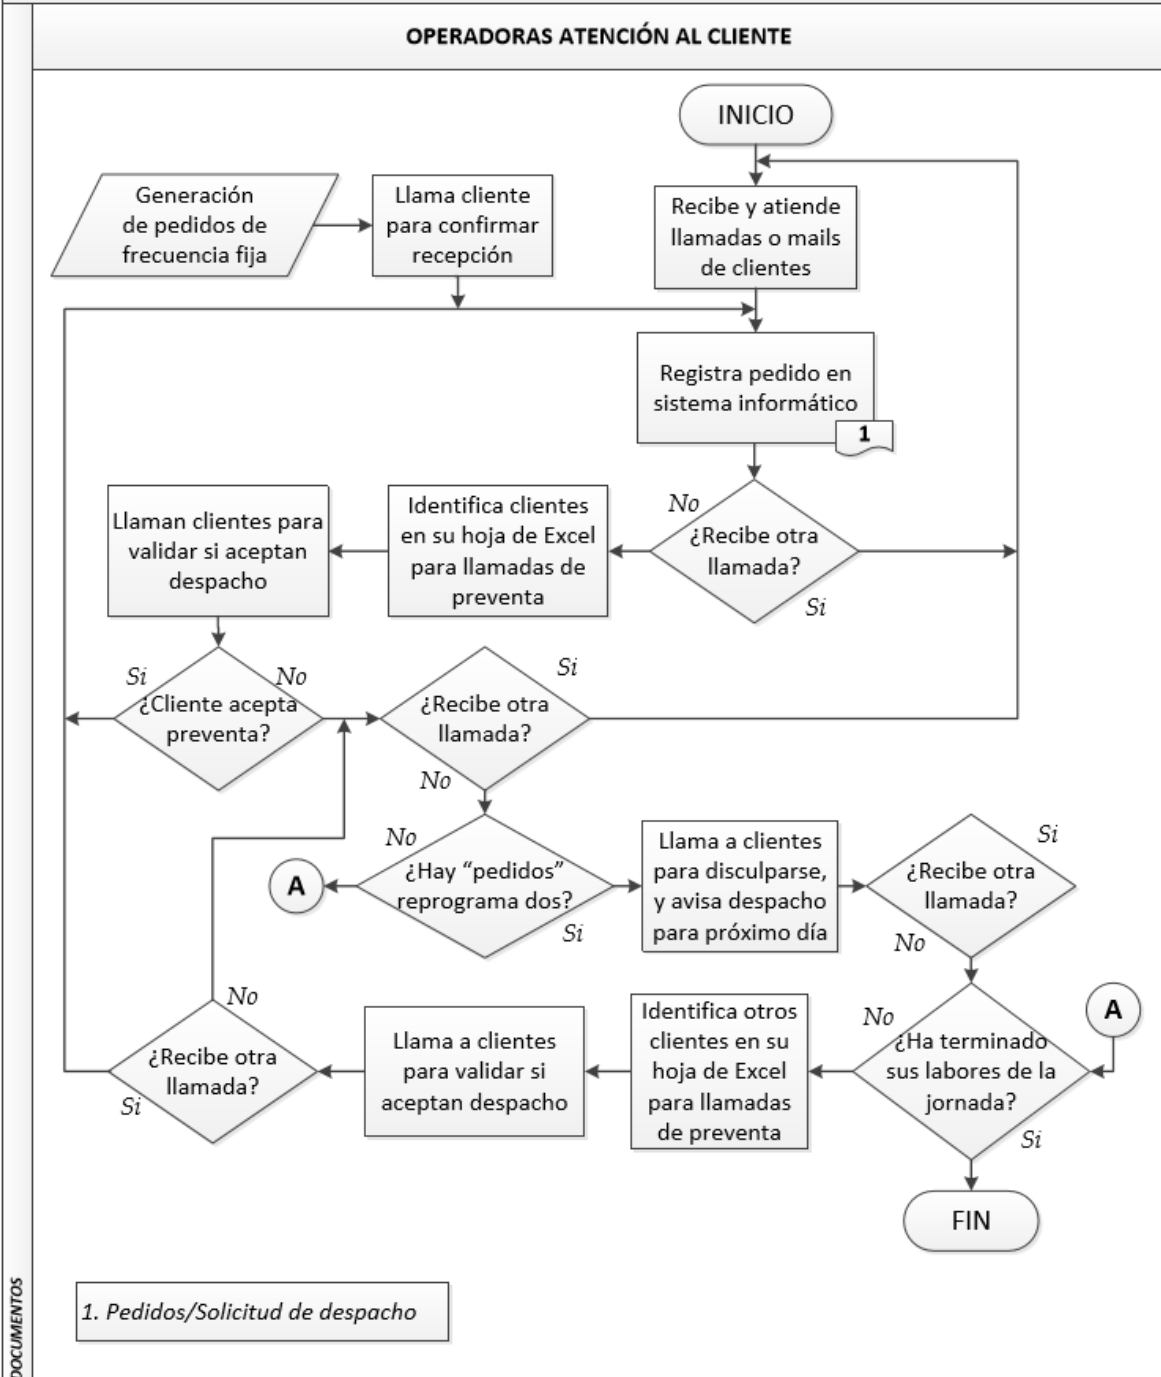 OPERADORAS ATENCIÓN AL CLIENTE
INICIO
Generación
de pedidos de
frecuencia fija
Llama cliente
para confirmar
recepción
Recibe y atiende
llamadas o mails
de clientes
Registra pedido en
sistema informático
1
No
¿Recibe otra
llamada?
Si
Identifica clientes
en su hoja de Excel
para llamadas de
preventa
Llaman clientes para
validar si aceptan
despacho
Si
No
¿Cliente acepta
preventa?
Si
¿Recibe otra
llamada?
No
No
¿Hay “pedidos”
reprograma dos?
Si
A
Llama a clientes
para disculparse,
y avisa despacho
para próximo día
Si
¿Recibe otra
llamada?
No
A
No
¿Ha terminado
sus labores de la
jornada?
Si
Identifica otros
clientes en su
hoja de Excel
para llamadas
de preventa
Llama a clientes
para validar si
aceptan despacho
No
¿Recibe otra
llamada?
Si
FIN
DOCUMENTOS
1. Pedidos/Solicitud de despacho